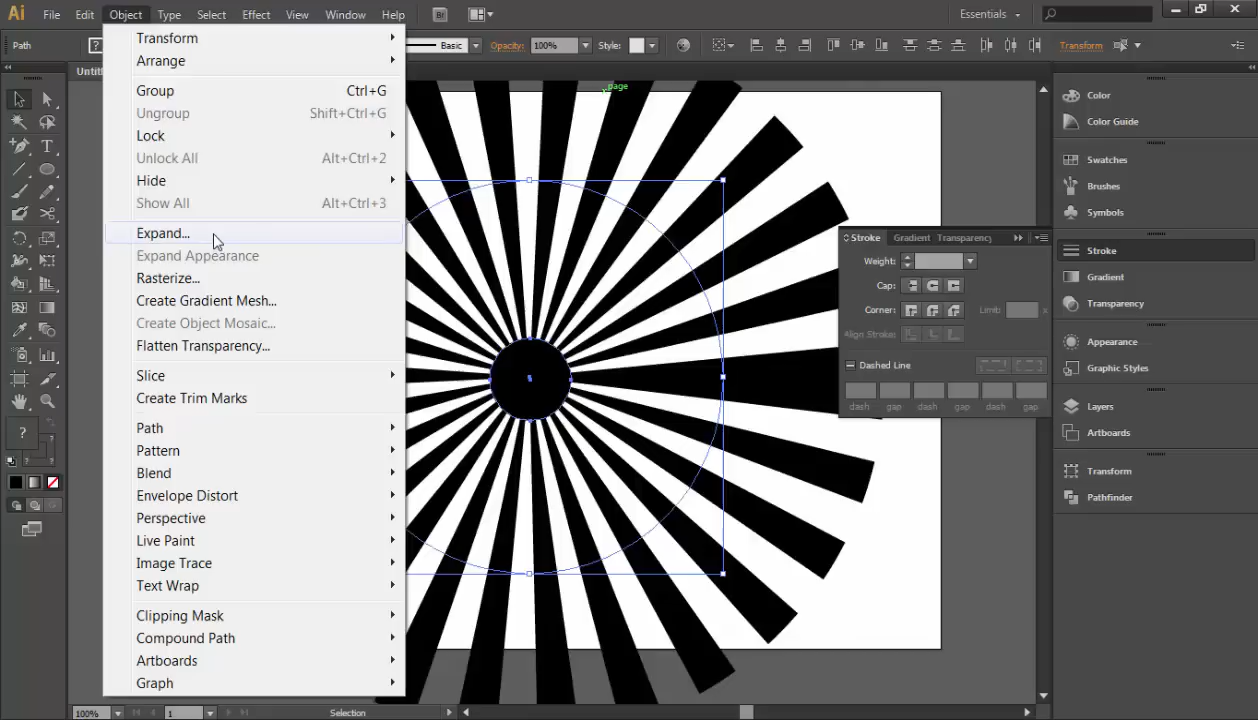 Ai File Edit Object Type Select Effect View Window Help Br Essentials
Path ? Basic Opacity: 100% Style: Transform
Untitl
page
Transform
Arrange
Group Ctrl+G
Ungroup Shift+Ctrl+G
Lock
Unlock All Alt+Ctrl+2
Hide
Show All Alt+Ctrl+3
Expand...
Expand Appearance
Rasterize...
Create Gradient Mesh...
Create Object Mosaic...
Flatten Transparency...
Slice
Create Trim Marks
Path
Pattern
Blend
Envelope Distort
Perspective
Live Paint
Image Trace
Text Wrap
Clipping Mask
Compound Path
Artboards
Graph
Stroke Gradient Transparency
Weight:
Cap:
Corner: Limit: x
Align Stroke:
Dashed Line
dash gap dash gap dash gap
Color
Color Guide
Swatches
Brushes
Symbols
Stroke
Gradient
Transparency
Appearance
Graphic Styles
Layers
Artboards
Transform
Pathfinder
?
100% 1 Selection